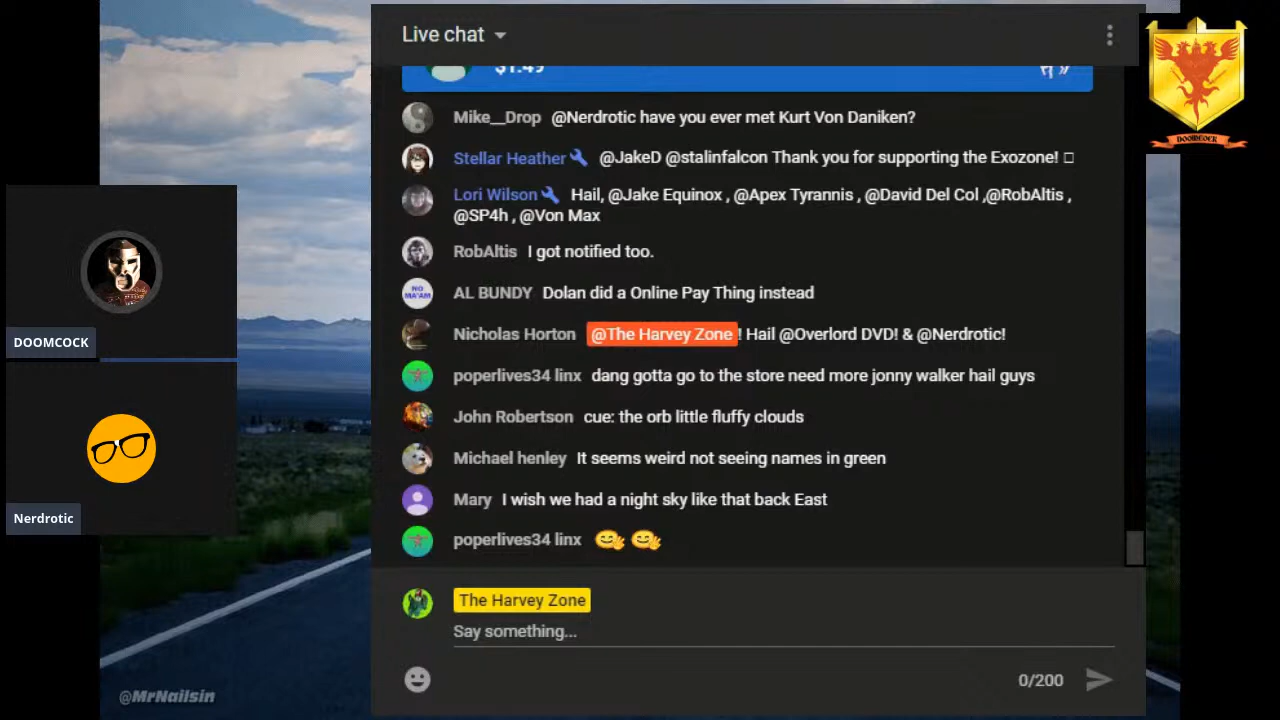 Live chat
$1.49
Mike__Drop @Nerdrotic have you ever met Kurt Von Daniken?
Stellar Heather @JakeD @stalinfalcon Thank you for supporting the Exozone! □
Lori Wilson Hail, @Jake Equinox , @Apex Tyrannis , @David Del Col ,@RobAltis ,
@SP4h , @Von Max
RobAltis I got notified too.
NO MA'AM
AL BUNDY Dolan did a Online Pay Thing instead
Nicholas Horton @The Harvey Zone ! Hail @Overlord DVD! & @Nerdrotic!
poperlives34 linx dang gotta go to the store need more jonny walker hail guys
John Robertson cue: the orb little fluffy clouds
Michael henley It seems weird not seeing names in green
Mary I wish we had a night sky like that back East
poperlives34 linx
The Harvey Zone
Say something...
0/200
DOOMCOCK
Nerdrotic
@MrNailsin
DOOMCOCK